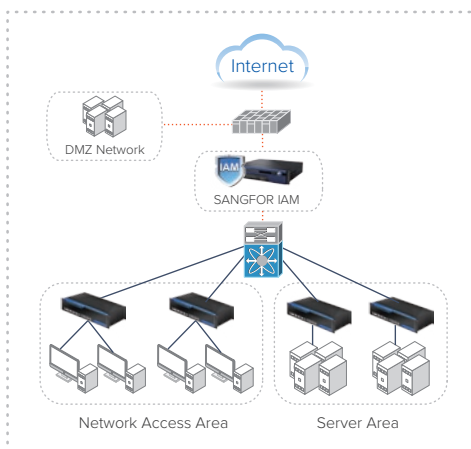 Internet
DMZ Network
IAM
SANGFOR IAM
Network Access Area
Server Area